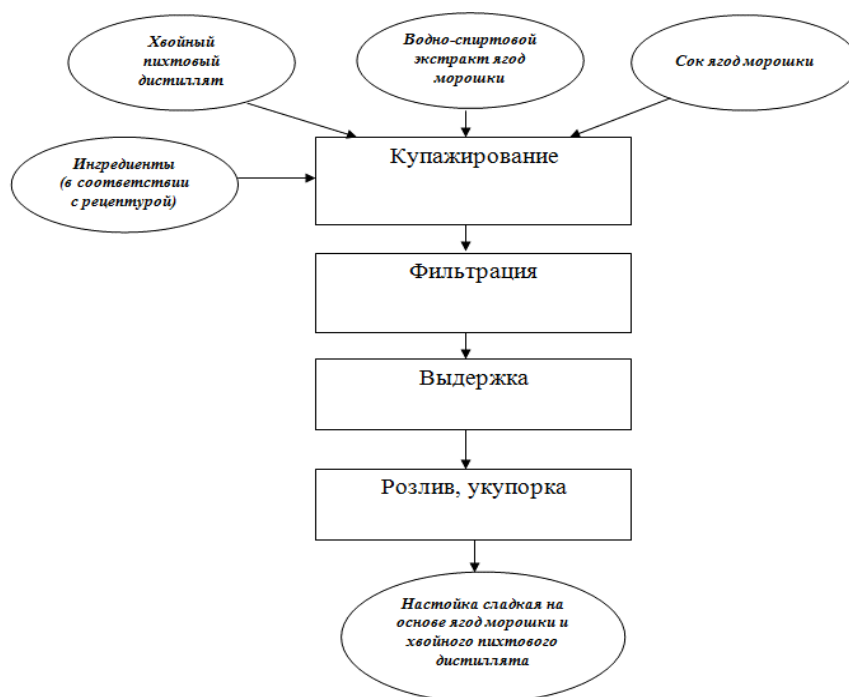 Хвойный
пихтовый
дистиллят
Водно-спиртовой
экстракт ягод
морошки
Сок ягод морошки
Ингредиенты
(в соответствии
с рецептурой)
Купажирование
Фильтрация
Выдержка
Розлив, укупорка
Настойка сладкая на
основе ягод морошки и
хвойного пихтового
дистиллята